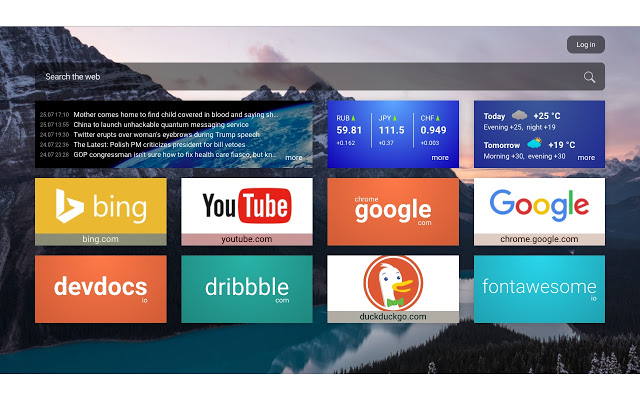 Log in
Search the web
25.07 17.10 Mother comes home to find child covered in blood and saying sh...
25.07 13.55 China to launch unhackable quantum messaging service
24.07 19.30 Twitter erupts over woman's eyebrows during Trump speech
24.07 22.36 The Latest: Polish PM criticizes president for bill vetoes
24.07 23.28 GOP congressman isn't sure how to fix health care fiasco, but kn...
more
RUB JPY CHF
59.81 111.5 0.949
+0.162 +0.37 +0.003
more
Today +25 °C
Evening +25, night +19
Tomorrow +19 °C
Morning +30, evening +30
more
bing
bing.com
YouTube
youtube.com
chrome
google
com
Google
chrome.google.com
devdocs
io
dribbble
com
duckduckgo.com
fontawesome
io